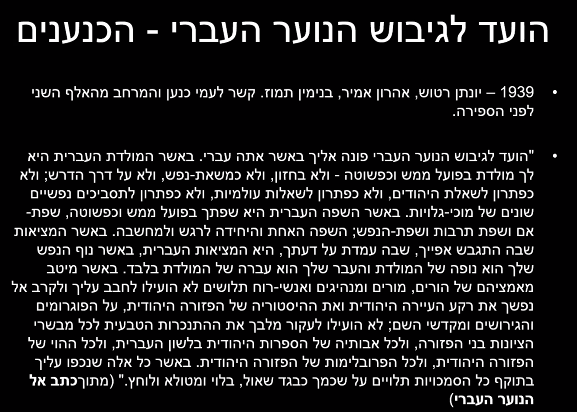 הועד לגיבוש הנוער העברי - הכנענים
• 1939 – יונתן רטוש, אהרון אמיר, בנימין תמוז. קשר לעמי כנען והמרחב מהאלף השני
לפני הספירה.
• "הועד לגיבוש הנוער העברי פונה אליך באשר אתה עברי. באשר המולדת העברית היא
לך מולדת בפועל ממש וכפשוטה - ולא בחזון, ולא כמשאת-נפש, ולא על דרך הדרש; ולא
כפתרון לשאלת היהודים, ולא כפתרון לשאלות עולמיות, ולא כפתרון לתסביכים נפשיים
שונים של מוכי-גלויות. באשר השפה העברית היא שפתך בפועל ממש וכפשוטה, שפת-
אם ושפת תרבות ושפת-הנפש; השפה האחת והיחידה לרגש ולמחשבה. באשר המציאות
שבה התגבש אפייך, שבה עמדת על דעתך, היא המציאות העברית, באשר נוף הנפש
שלך הוא נופה של המולדת והעבר שלך הוא עברה של המולדת בלבד. באשר מיטב
מאמציהם של הורים, מורים ומנהיגים ואנשי-רוח תלושים לא הועילו לחבב עליך ולקרב אל
נפשך את רקע העיירה היהודית ואת ההיסטוריה של הפזורה היהודית, על הפוגרומים
והגירושים ומקדשי השם; לא הועילו לעקור מלבך את ההתנכרות הטבעית לכל מבשרי
הציונות בני הפזורה, ולכל אבותיה של הספרות היהודית בלשון העברית, ולכל ההוי של
הפזורה היהודית, ולכל הפרובלימות של הפזורה היהודית. באשר כל אלה שנכפו עליך
בתוקף כל הסמכויות תלויים על שכמך כבגד שאול, בלוי ומטולא ולוחץ." (מתוך כתב אל
הנוער העברי)